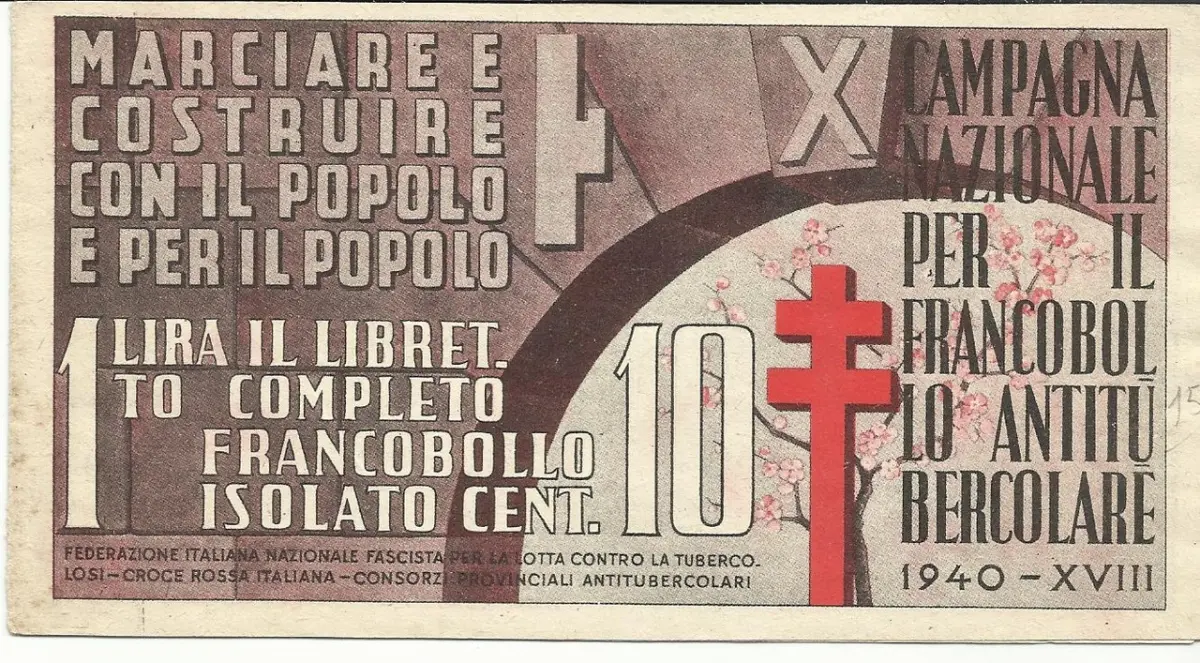 MARCIARE E
COSTRUIRE
CON IL POPOLO
E PER IL POPOLO
X
CAMPAGNA
NAZIONALE
PER IL
FRANCOBOL
LO ANTITŪ
BERCOLARE
1940 - XVIII
1 LIRA IL LIBRET-
TO COMPLETO
FRANCOBOLLO
ISOLATO CENT. 10
FEDERAZIONE ITALIANA NAZIONALE FASCISTA PER LA LOTTA CONTRO LA TUBERCO-
LOSI - CROCE ROSSA ITALIANA - CONSORZI PROVINCIALI ANTITUBERCOLARI
15